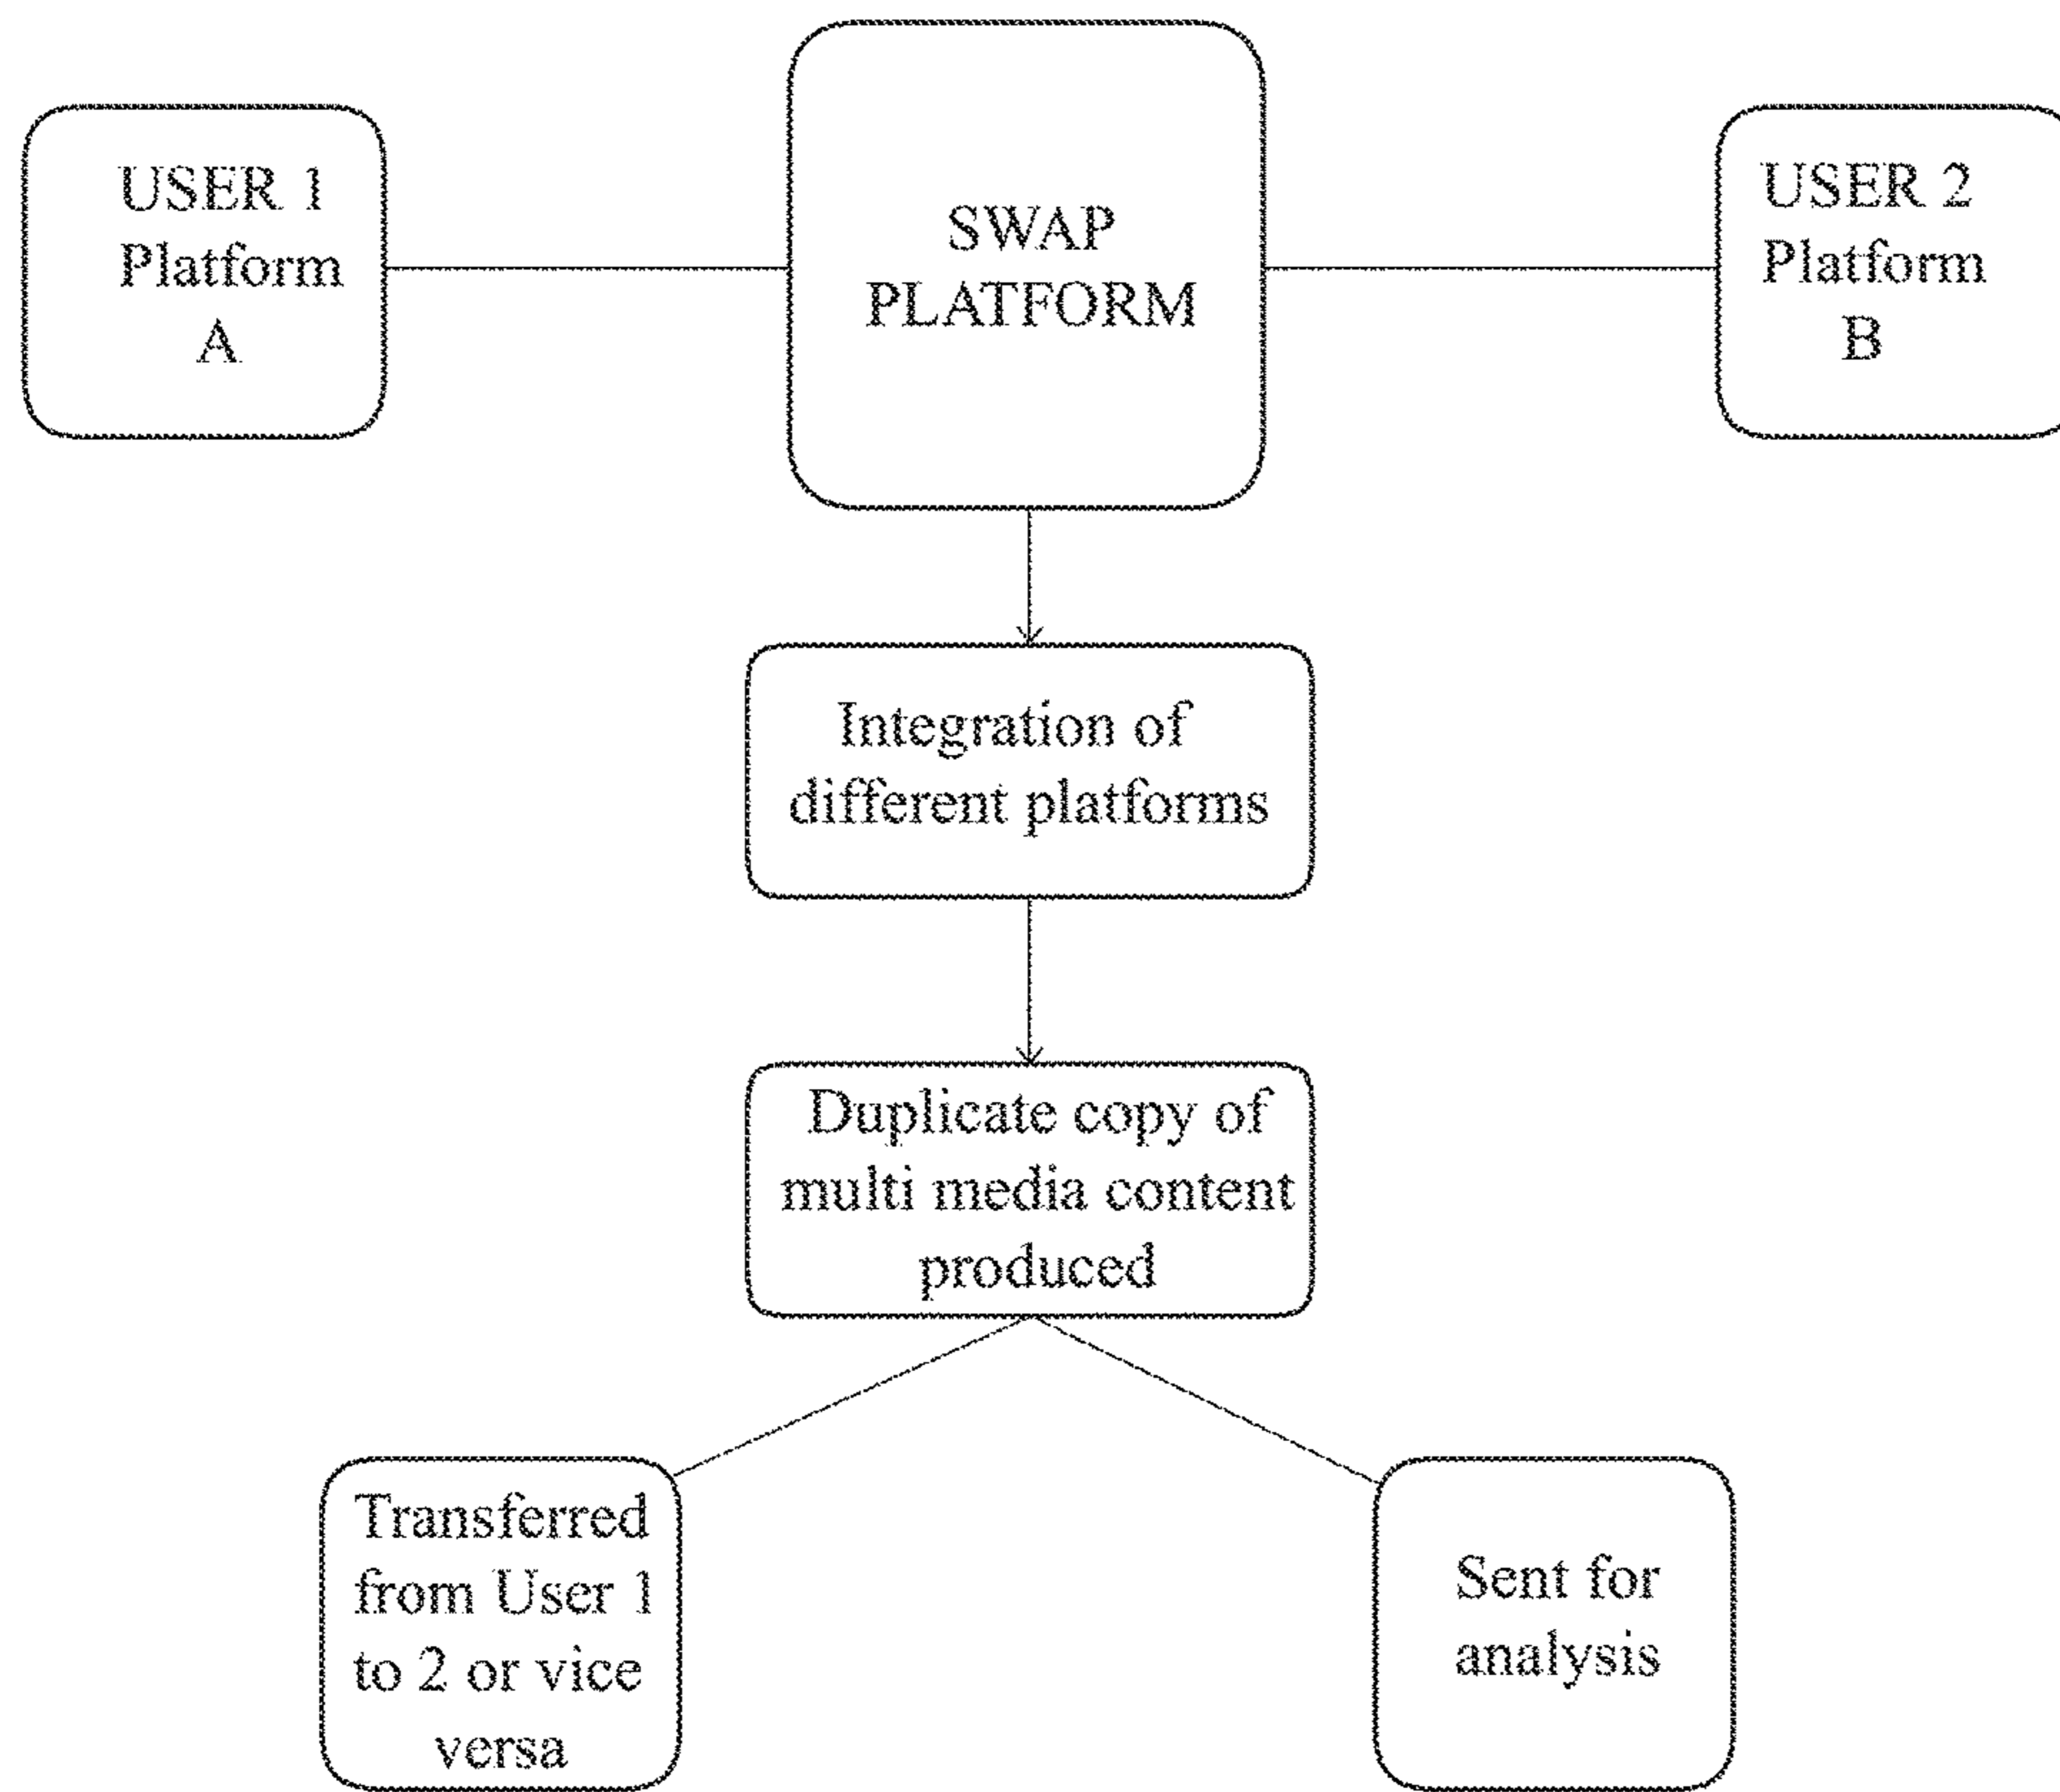 USER 1
Platform
A
SWAP
PLATFORM
USER 2
Platform
B
Integration of
different platforms
Duplicate copy of
multi media content
produced
Transferred
from User 1
to 2 or vice
versa
Sent for
analysis